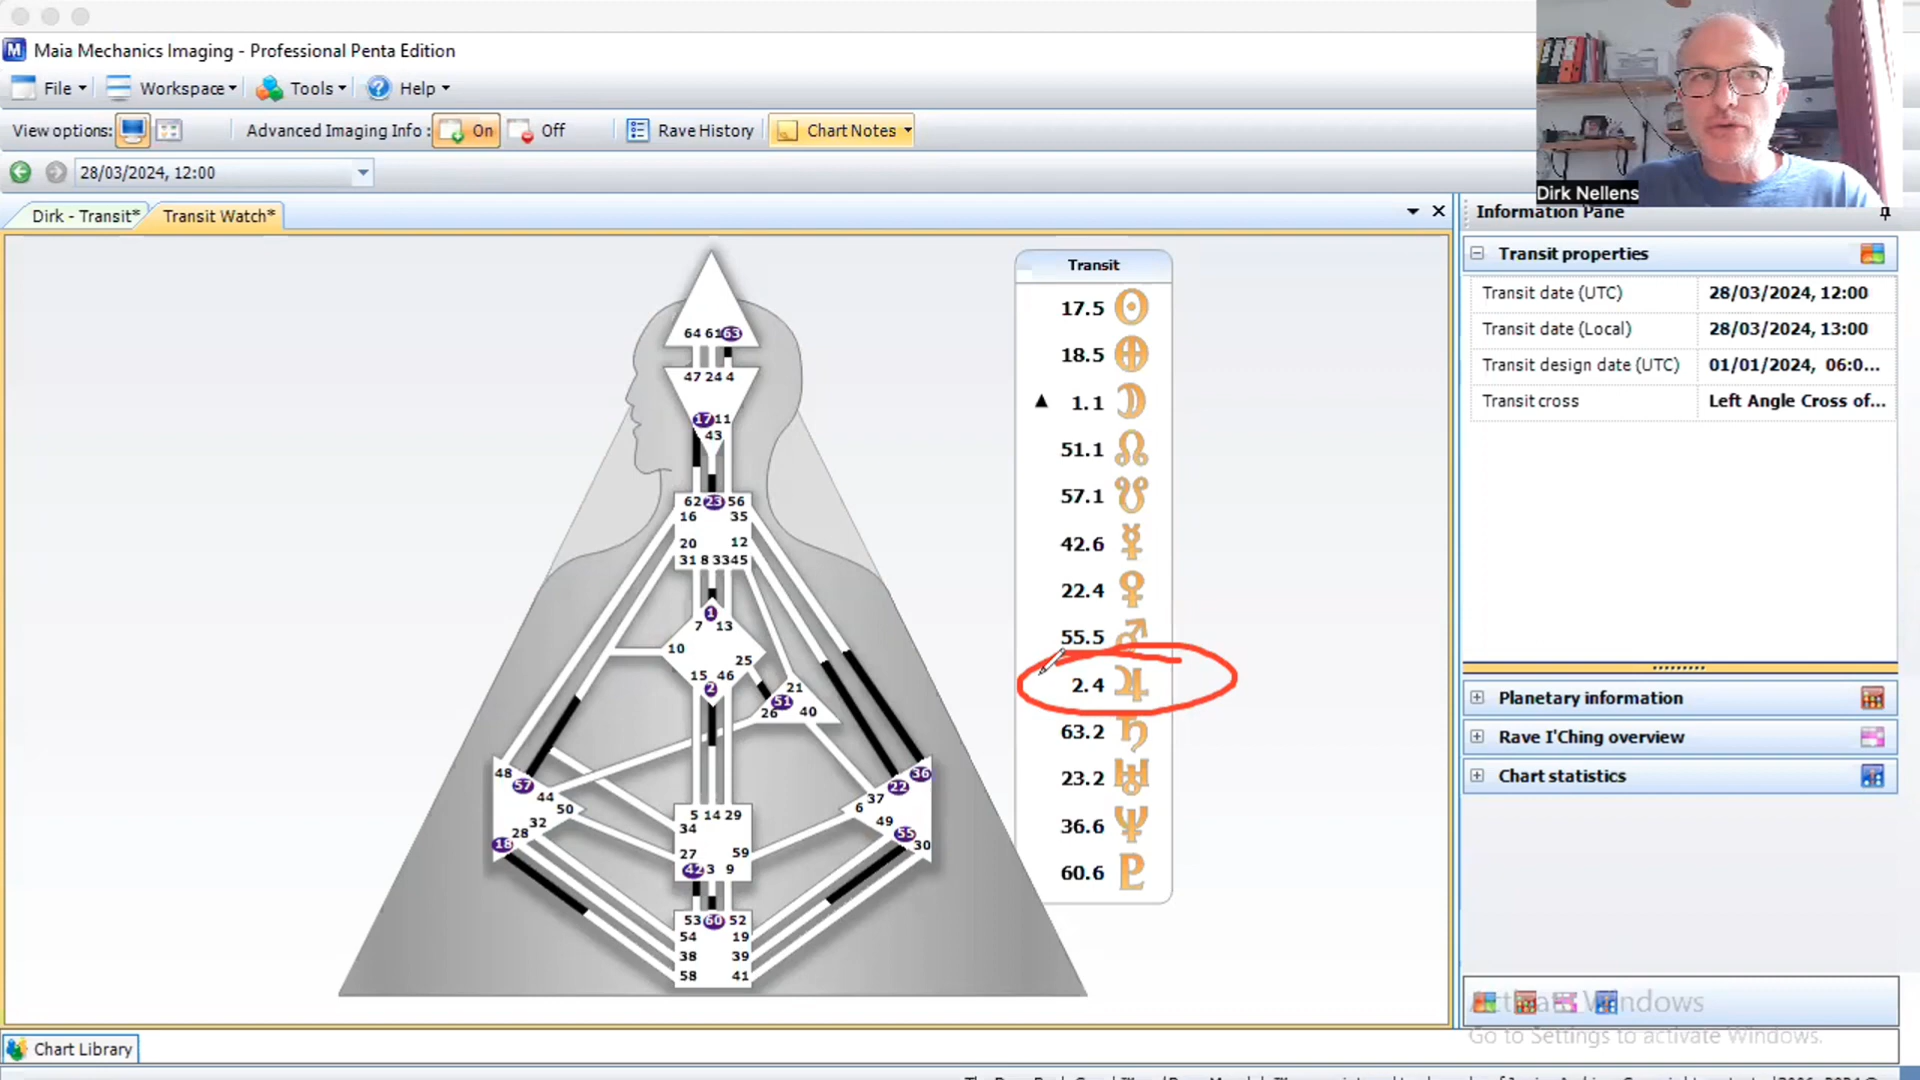 Maia Mechanics Imaging - Professional Penta Edition
File Workspace Tools Help
View options: Advanced Imaging Info : On Off Rave History Chart Notes
28/03/2024, 12:00
Dirk Nellens
Dirk - Transit* Transit Watch*
Information Pane
Transit properties
Transit date (UTC) 28/03/2024, 12:00
Transit date (Local) 28/03/2024, 13:00
Transit design date (UTC) 01/01/2024, 06:0...
Transit cross Left Angle Cross of...
Planetary information
Rave I'Ching overview
Chart statistics
Transit
17.5
18.5
1.1
51.1
57.1
42.6
22.4
55.5
2.4
63.2
23.2
36.6
60.6
64 61 63
47 24 4
17 11
43
62 23 56
16 35
20 12
31 8 33 45
1
7 13
10
25
15 46
2
21
51
26 40
48
57
44
50
32
28
18
36
22
37
6
49
55
30
5 14 29
34
27 59
42 3 9
53 60 52
54 19
38 39
58 41
Activate Windows
Go to Settings to activate Windows.
Chart Library